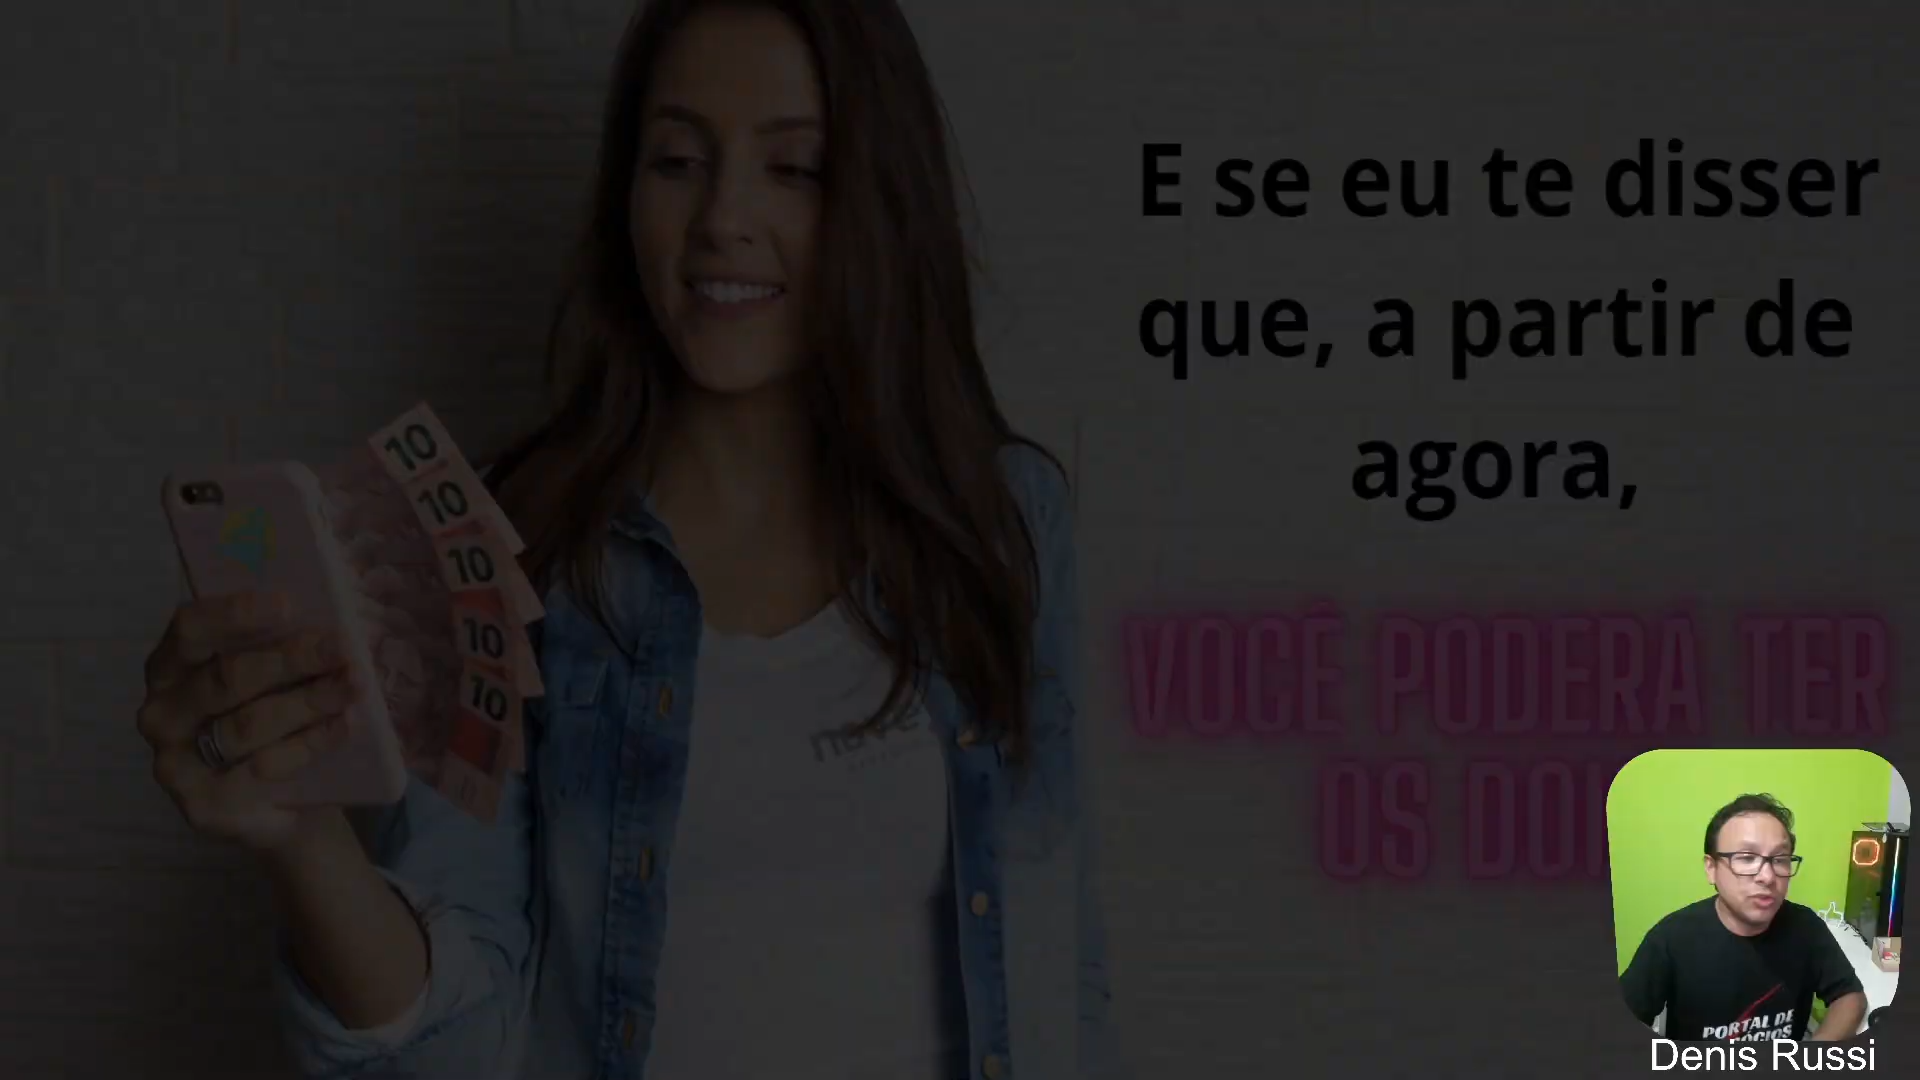 E se eu te disser
que, a partir de
agora,
VOCÊ PODERÁ TER
OS
10
10
10
10
10
PORTAL DE
Denis Russi